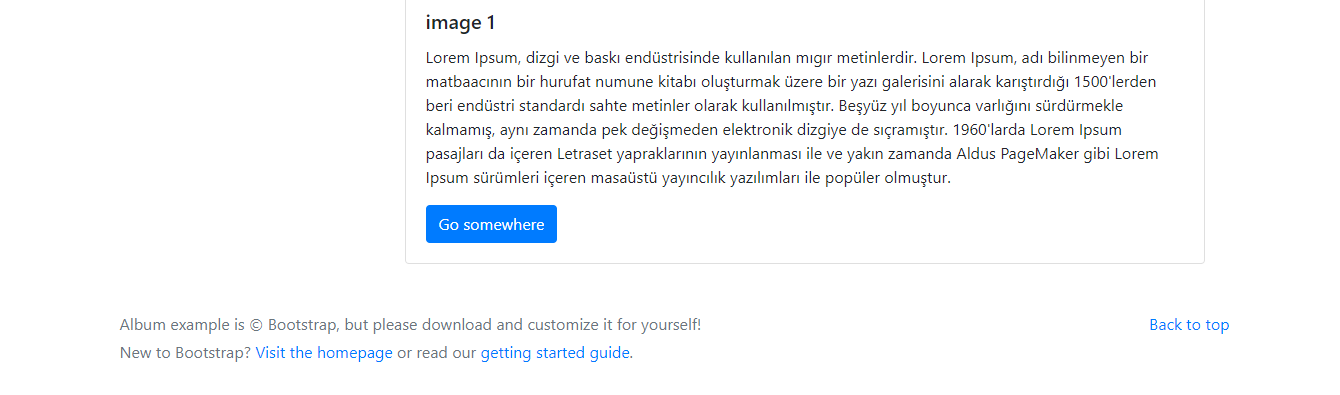 image 1
Lorem Ipsum, dizgi ve baskı endüstrisinde kullanılan mıgır metinlerdir. Lorem Ipsum, adı bilinmeyen bir
matbaacının bir hurufat numune kitabı oluşturmak üzere bir yazı galerisini alarak karıştırdığı 1500'lerden
beri endüstri standardı sahte metinler olarak kullanılmıştır. Beşyüz yıl boyunca varlığını sürdürmekle
kalmamış, aynı zamanda pek değişmeden elektronik dizgiye de sıçramıştır. 1960'larda Lorem Ipsum
pasajları da içeren Letraset yapraklarının yayınlanması ile ve yakın zamanda Aldus PageMaker gibi Lorem
Ipsum sürümleri içeren masaüstü yayıncılık yazılımları ile popüler olmuştur.
Go somewhere
Album example is © Bootstrap, but please download and customize it for yourself!
Back to top
New to Bootstrap? Visit the homepage or read our getting started guide.